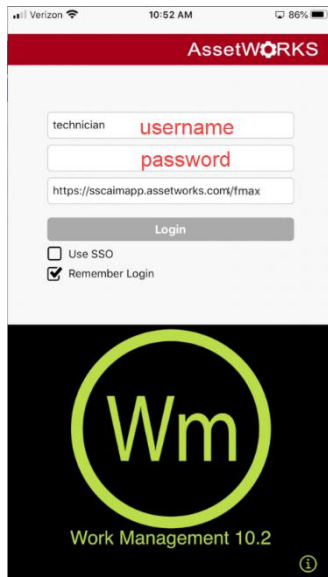 Verizon 10:52 AM 86%
AssetWORKS
technician username
password
https://sscaimapp.assetworks.com/fmax
Login
Use SSO
Remember Login
Wm
Work Management 10.2
i